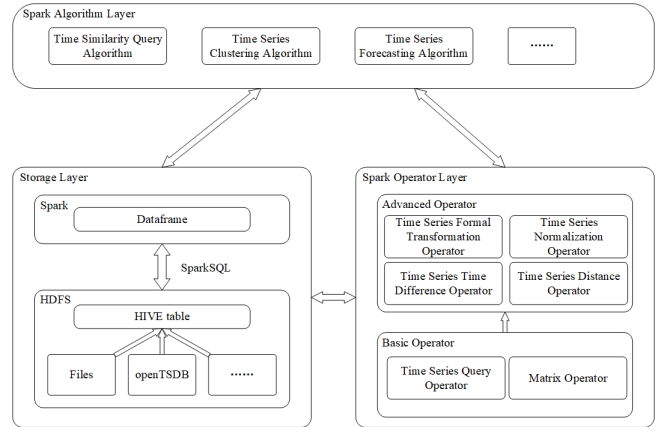 Spark Algorithm Layer
Time Similarity Query
Algorithm
Time Series
Clustering Algorithm
Time Series
Forecasting Algorithm
······
Storage Layer
Spark
Dataframe
SparkSQL
HDFS
HIVE table
Files
openTSDB
······
Spark Operator Layer
Advanced Operator
Time Series Formal
Transformation
Operator
Time Series
Normalization
Operator
Time Series Time
Difference Operator
Time Series Distance
Operator
Basic Operator
Time Series Query
Operator
Matrix Operator